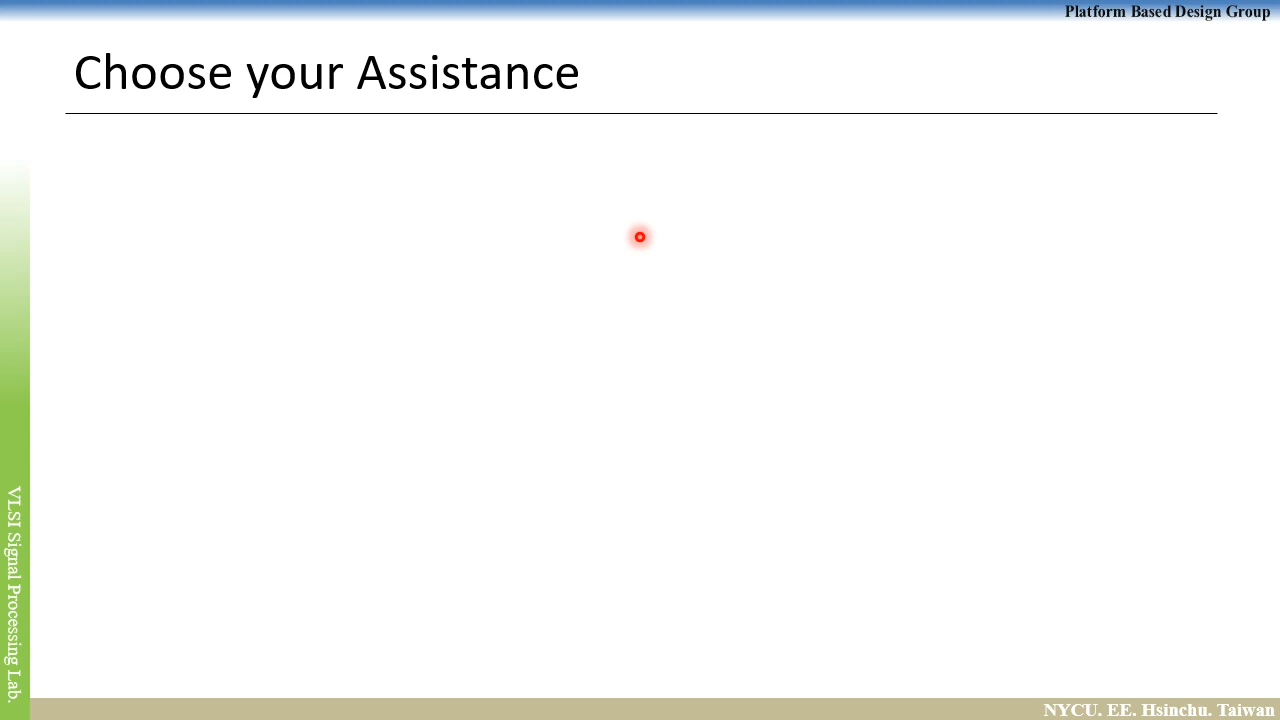 Platform Based Design Group
Choose your Assistance
VLSI Signal Processing Lab.
NYCU. EE. Hsinchu. Taiwan